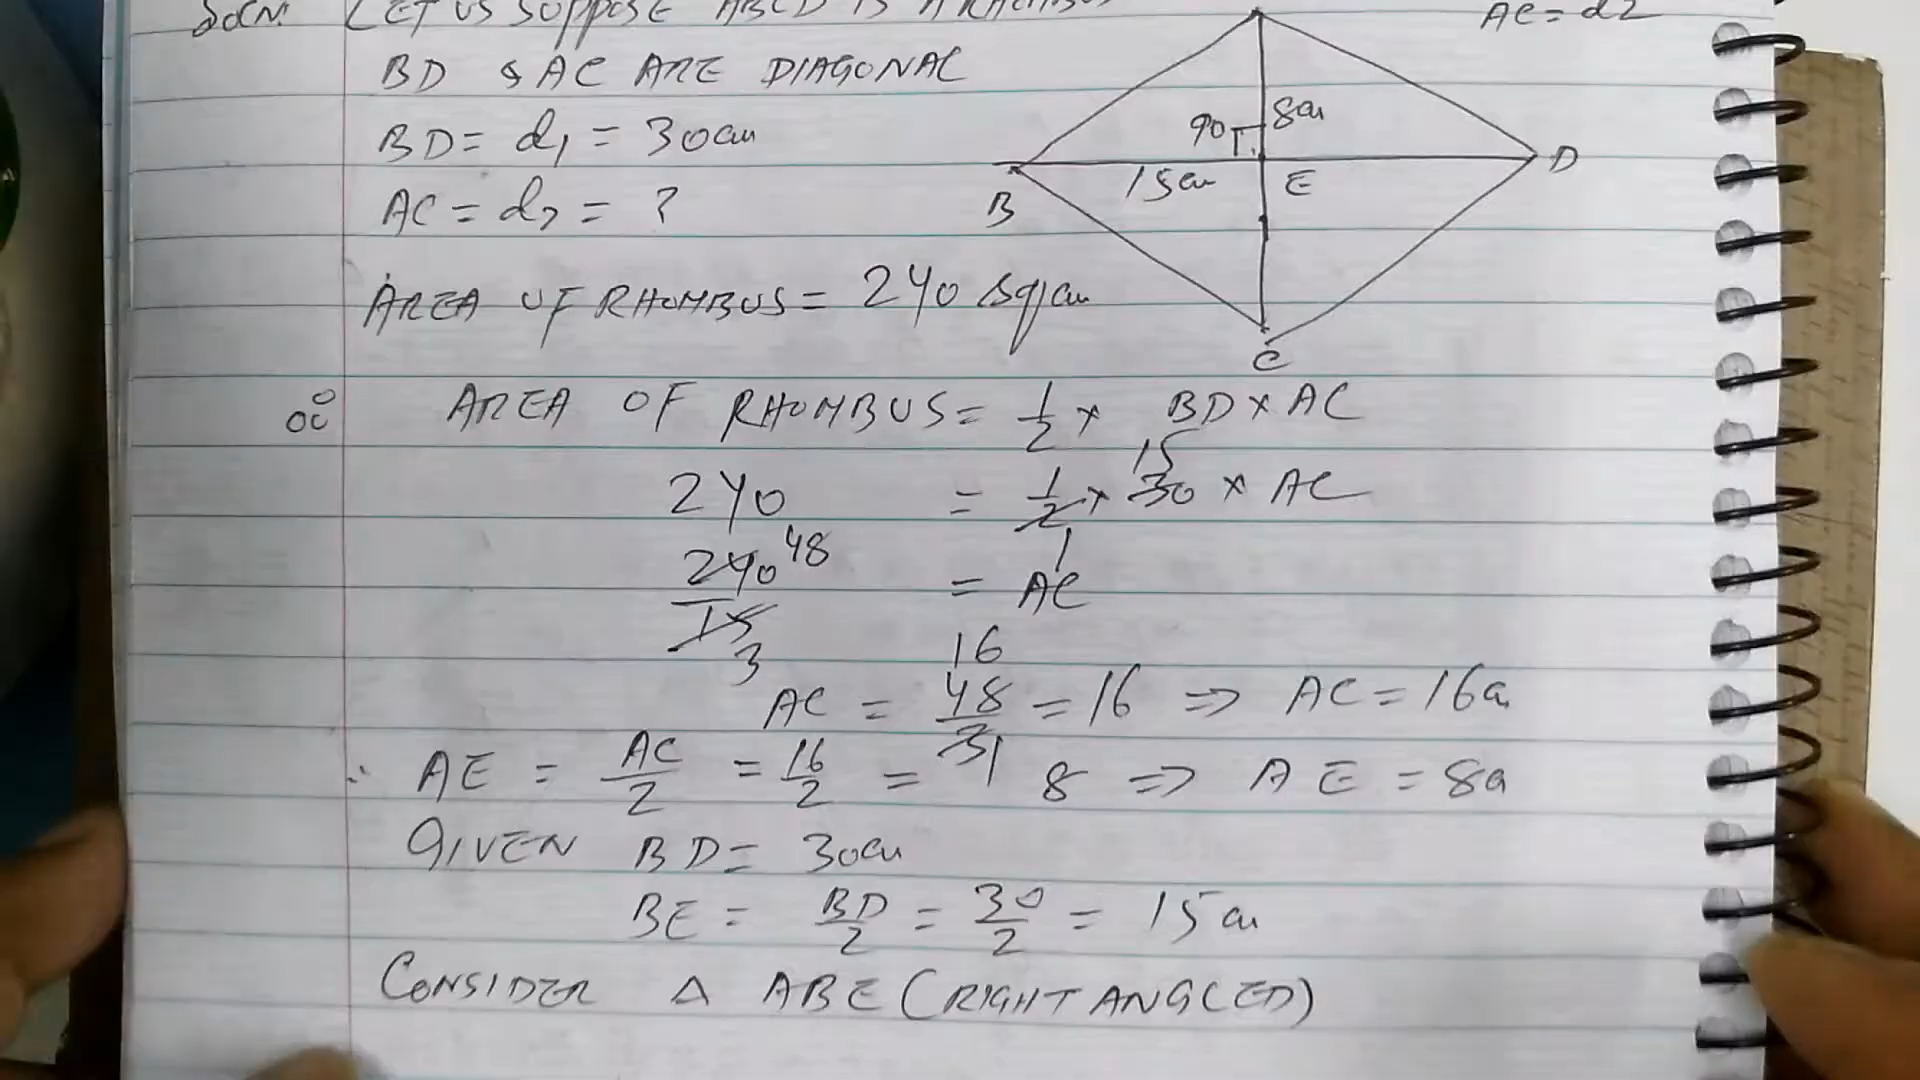 Soln: LET US SUPPOSE ABCD IS A RHOMBUS
AC = d2
BD & AC ARE DIAGONAL
BD = d1 = 30cm
AC = d2 = ?
AREA OF RHOMBUS = 240 sq cm
90 8cm
B 15cm E D
C
∴ AREA OF RHOMBUS = 1/2 × BD × AC
15
240 = 1/2 × 30 × AC
240 48 / 15 3 = AC 1
16
AC = 48/3 1 = 16 ⇒ AC = 16cm
∴ AE = AC/2 = 16/2 = 8 ⇒ AE = 8cm
GIVEN BD = 30cm
BE = BD/2 = 30/2 = 15cm
CONSIDER Δ ABE (RIGHT ANGLED)